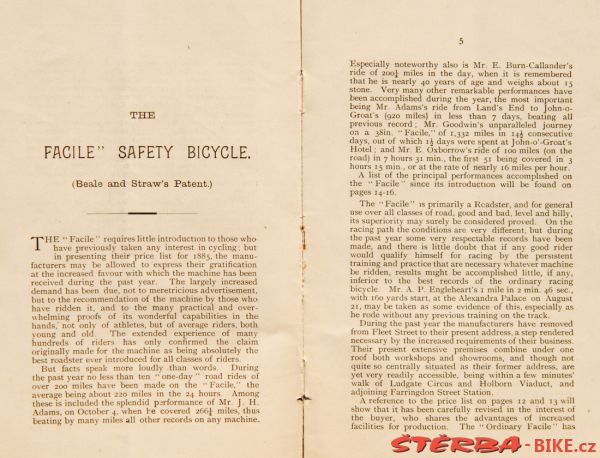 THE
FACILE" SAFETY BICYCLE.
(Beale and Straw's Patent.)
THE "Facile" requires little introduction to those who
have previously taken any interest in cycling; but
in presenting their price list for 1885, the manu-
facturers may be allowed to express their gratification
at the increased favour with which the machine has been
received during the past year. The largely increased
demand has been due, not to meretricious advertisement,
but to the recommendation of the machine by those who
have ridden it, and to the many practical and over-
whelming proofs of its wonderful capabilities in the
hands, not only of athletes, but of average riders, both
young and old. The extended experience of many
hundreds of riders has only confirmed the claim
originally made for the machine as being absolutely the
best roadster ever introduced for all classes of riders.
But facts speak more loudly than words. During
the past year no less than ten "one-day" road rides of
over 200 miles have been made on the "Facile," the
average being about 220 miles in the 24 hours. Among
these is included the splendid performance of Mr. J. H.
Adams, on October 4, when he covered 266¼ miles, thus
beating by many miles all other records on any machine.
5
Especially noteworthy also is Mr. E. Burn-Callander's
ride of 200¼ miles in the day, when it is remembered
that he is nearly 40 years of age and weighs about 15
stone. Very many other remarkable performances have
been accomplished during the year, the most important
being Mr. Adams's ride from Land's End to John-o-
Groat's (920 miles) in less than 7 days, beating all
previous record; Mr. Goodwin's unparalleled journey
on a 38in. "Facile," of 1,332 miles in 14½ consecutive
days, out of which 1½ days were spent at John-o'-Groat's
Hotel; and Mr. E. Oxborrow's ride of 100 miles (on the
road) in 7 hours 31 min., the first 51 being covered in 3
hours 15 min., or at the rate of nearly 16 miles per hour.
A list of the principal performances accomplished on
the "Facile" since its introduction will be found on
pages 14-16.
The "Facile" is primarily a Roadster, and for general
use over all classes of road, good and bad, level and hilly,
its superiority may surely be considered proved. On the
racing path the conditions are very different, but during
the past year some very respectable records have been
made, and there is little doubt that if any good rider
would qualify himself for racing by the persistent
training and practice that are necessary whatever machine
be ridden, results might be accomplished little, if any,
inferior to the best records of the ordinary racing
bicycle. Mr. A. P. Engleheart's 1 mile in 2 min. 46 sec.,
with 160 yards start, at the Alexandra Palace on August
21, may be taken as some evidence of this, especially as
he rode without any previous training on the track.
During the past year the manufacturers have removed
from Fleet Street to their present address, a step rendered
necessary by the increased requirements of their business.
Their present extensive premises combine under one
roof both workshops and showrooms, and though not
quite so centrally situated as their former address, are
yet very readily accessible, being within a few minutes'
walk of Ludgate Circus and Holborn Viaduct, and
adjoining Farringdon Street Station.
A reference to the price list on pages 12 and 13 will
show that it has been carefully revised in the interest of
the buyer, who shares the advantages of increased
facilities for production. The "Ordinary Facile" has
ŠTĚRBA-BIKE.cz